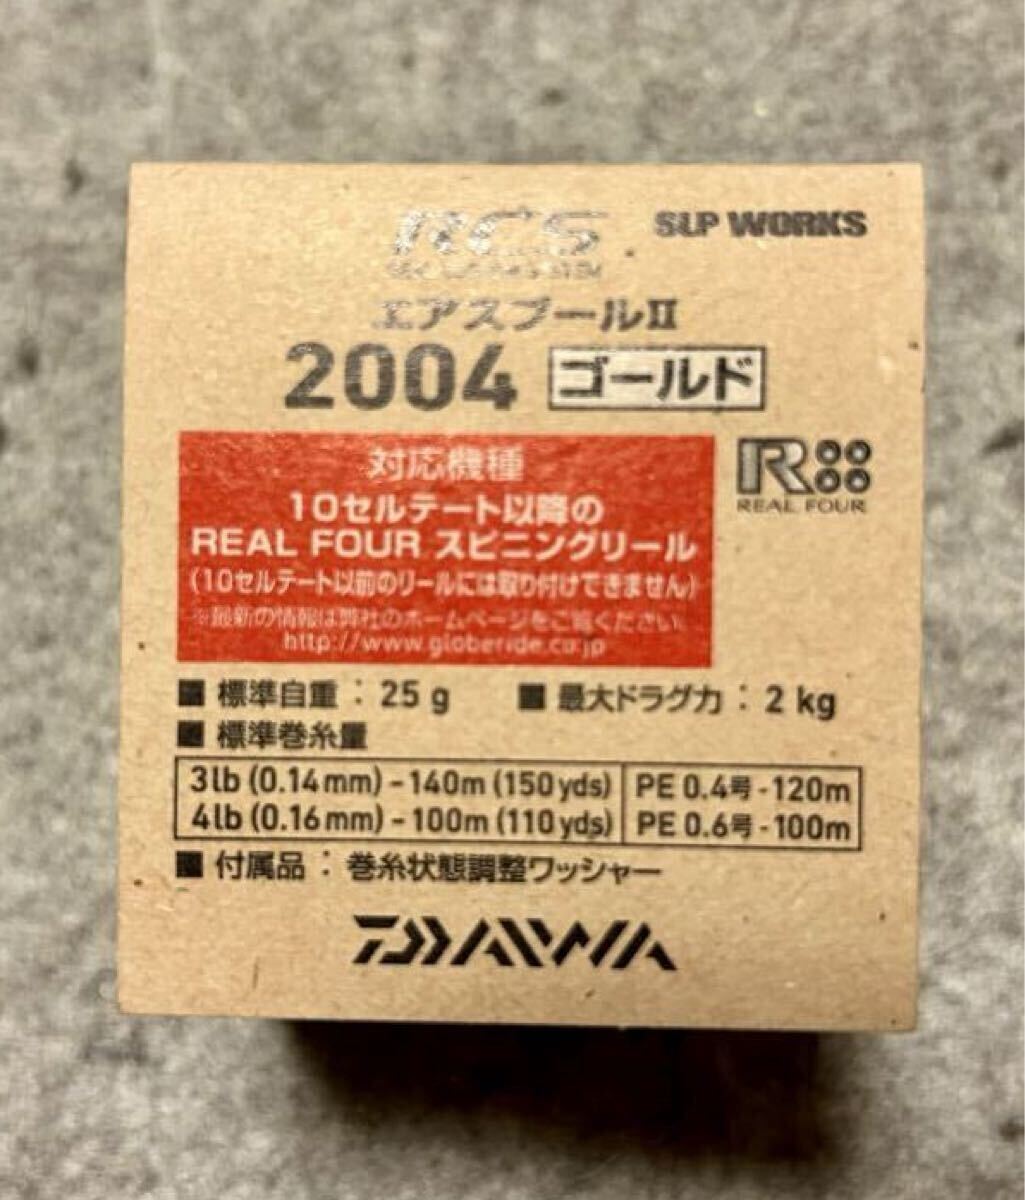 RCS
SLP WORKS
エアスプールⅡ
2004 ゴールド
対応機種
10セルテート以降の
REAL FOUR スピニングリール
(10セルテート以前のリールには取り付けできません)
※最新の情報は弊社のホームページをご覧ください
http://www.globeride.co.jp
R
REAL FOUR
■ 標準自重：25g ■ 最大ドラグ力：2kg
■ 標準巻糸量
3lb (0.14mm) - 140m (150yds) PE 0.4号 - 120m
4lb (0.16mm) - 100m (110yds) PE 0.6号 - 100m
■ 付属品：巻糸状態調整ワッシャー
DAIWA